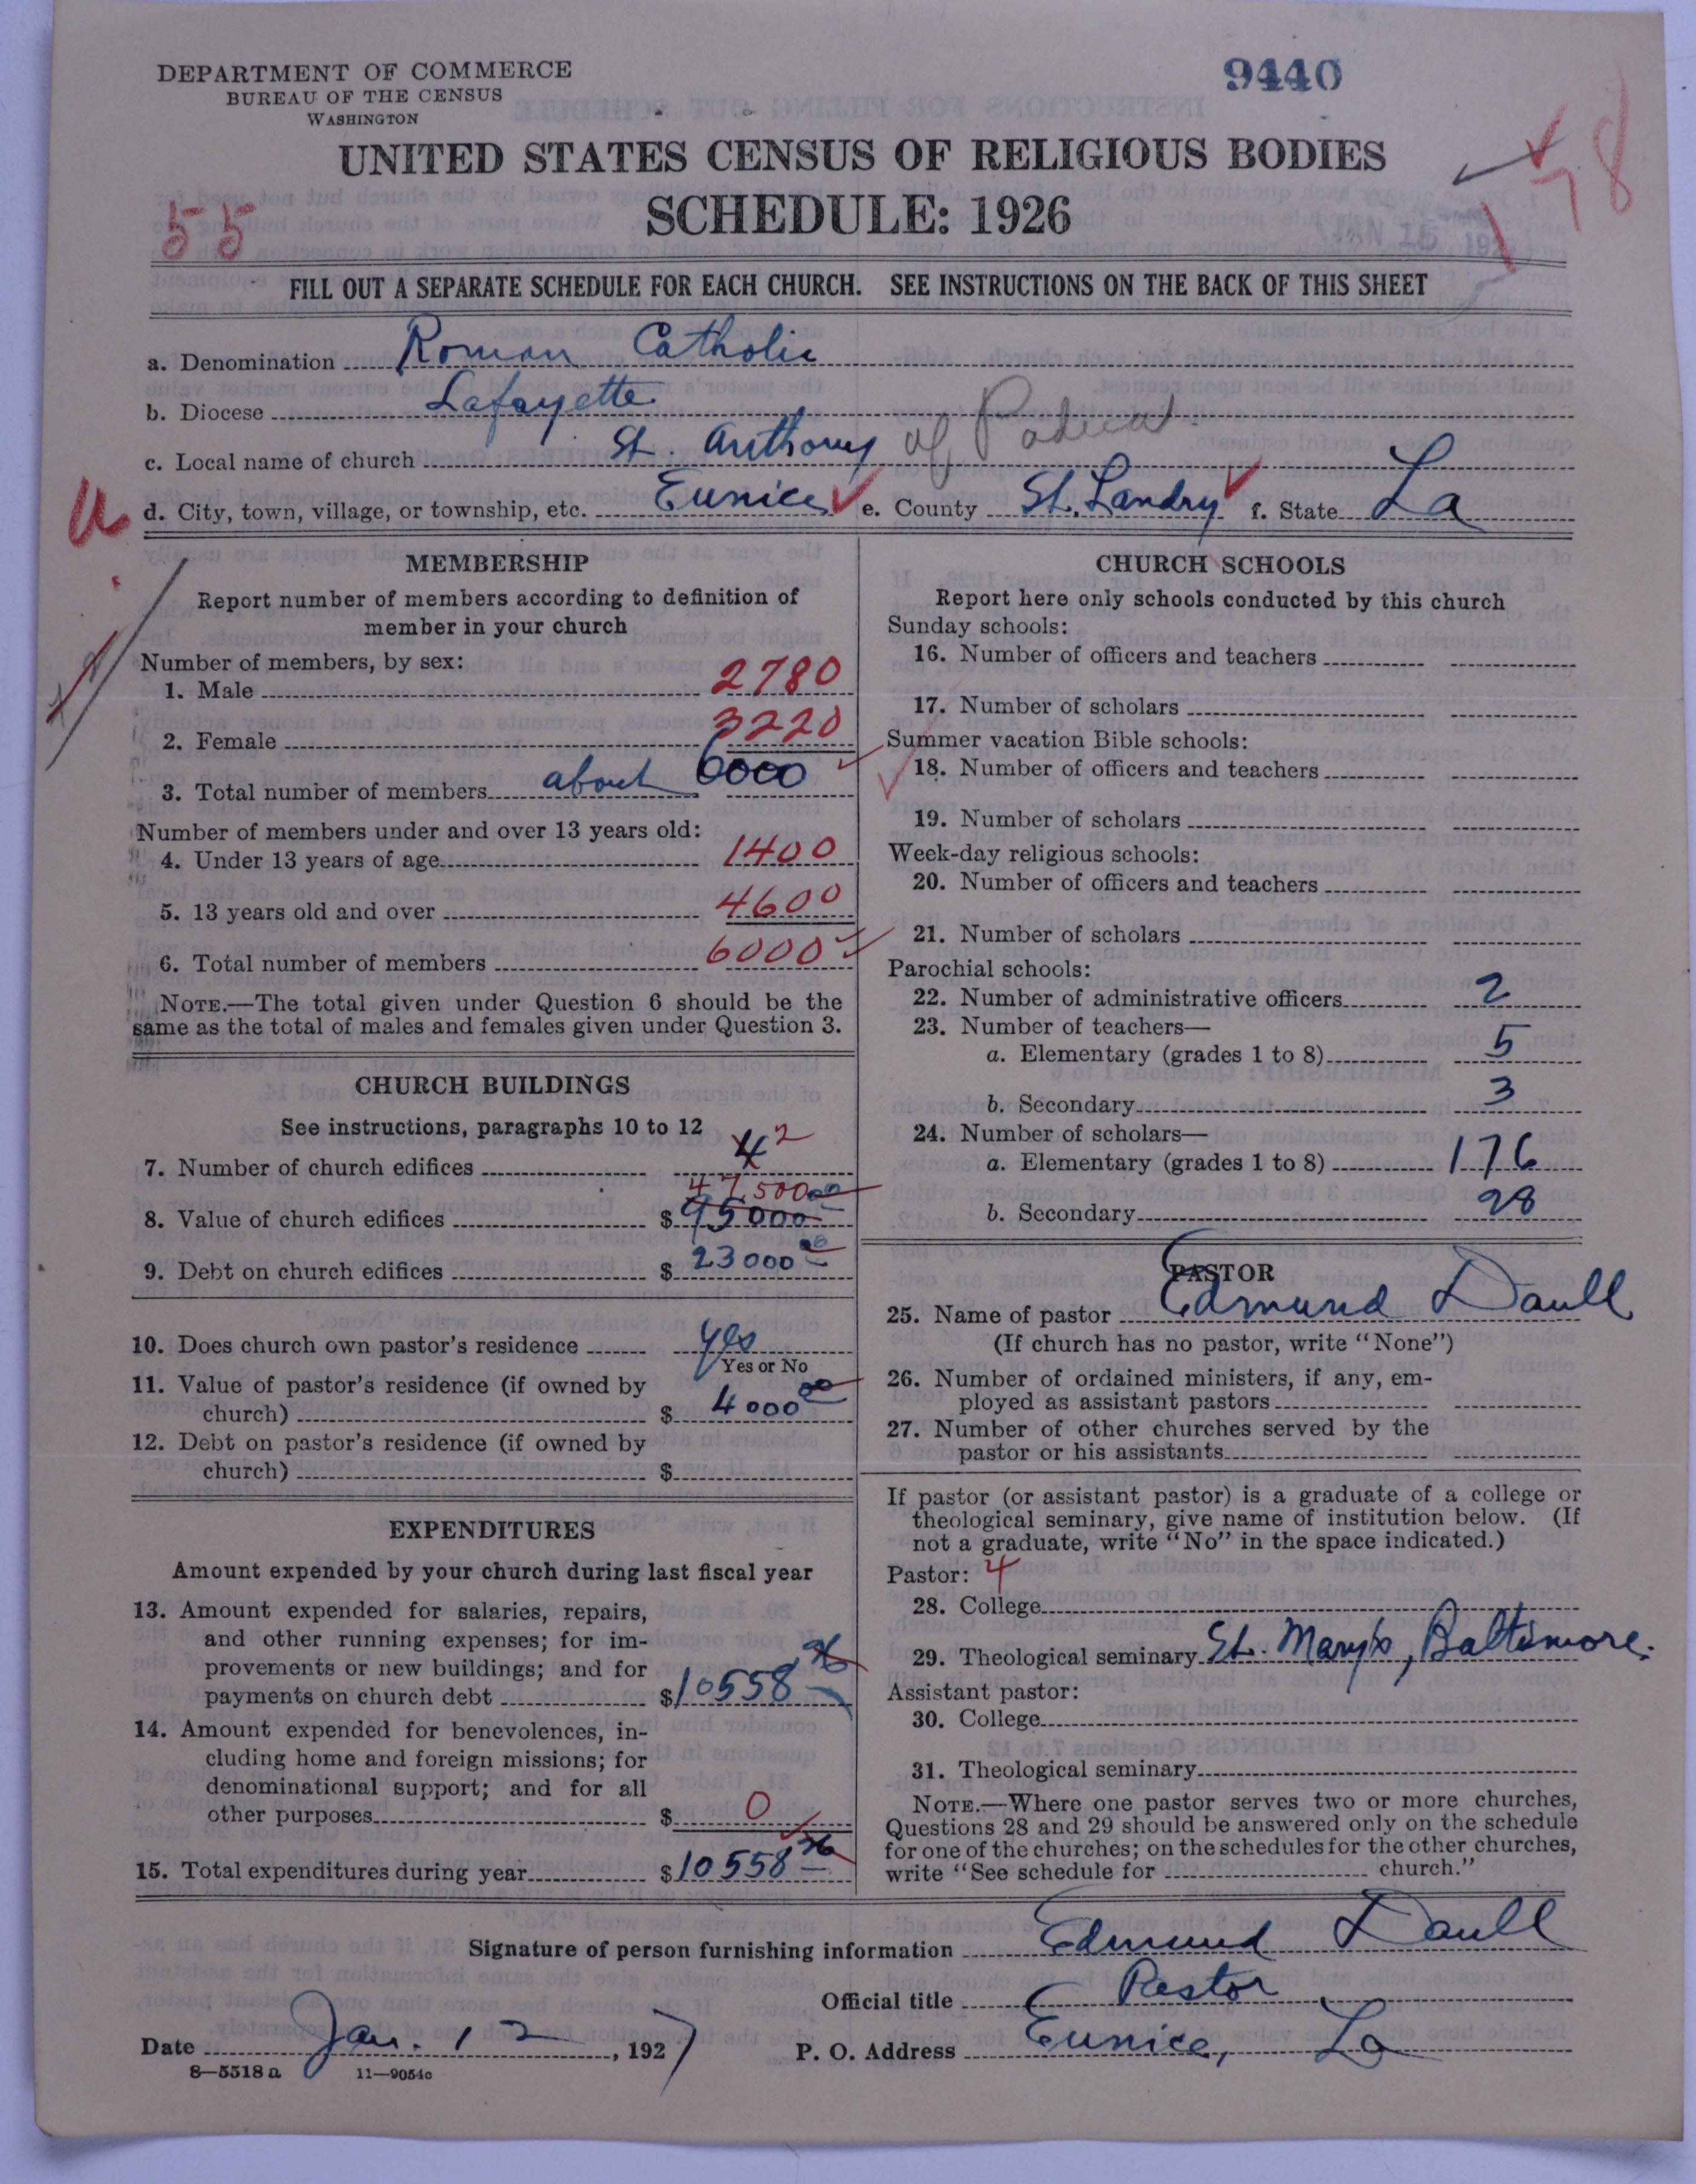 DEPARTMENT OF COMMERCE
BUREAU OF THE CENSUS
WASHINGTON
9440
UNITED STATES CENSUS OF RELIGIOUS BODIES
SCHEDULE: 1926
55
78
JAN 15 192
FILL OUT A SEPARATE SCHEDULE FOR EACH CHURCH. SEE INSTRUCTIONS ON THE BACK OF THIS SHEET
a. Denomination Roman Catholic
b. Diocese Lafayette
c. Local name of church St. Anthony of Padua
d. City, town, village, or township, etc. Eunice e. County St. Landry f. State La
MEMBERSHIP
Report number of members according to definition of
member in your church
Number of members, by sex:
1. Male 2780
2. Female 3220
3. Total number of members about 6000
Number of members under and over 13 years old:
4. Under 13 years of age 1400
5. 13 years old and over 4600
6. Total number of members 6000
NOTE.—The total given under Question 6 should be the
same as the total of males and females given under Question 3.
CHURCH BUILDINGS
See instructions, paragraphs 10 to 12
7. Number of church edifices 4 2
47,500
8. Value of church edifices $ 95000 00
9. Debt on church edifices $ 23000 00
10. Does church own pastor's residence yes
Yes or No
11. Value of pastor's residence (if owned by
church) $ 4000 00
12. Debt on pastor's residence (if owned by
church) $
EXPENDITURES
Amount expended by your church during last fiscal year
13. Amount expended for salaries, repairs,
and other running expenses; for im-
provements or new buildings; and for
payments on church debt $ 10558 36
14. Amount expended for benevolences, in-
cluding home and foreign missions; for
denominational support; and for all
other purposes $ 0
15. Total expenditures during year $ 10558 36
CHURCH SCHOOLS
Report here only schools conducted by this church
Sunday schools:
16. Number of officers and teachers
17. Number of scholars
Summer vacation Bible schools:
18. Number of officers and teachers
19. Number of scholars
Week-day religious schools:
20. Number of officers and teachers
21. Number of scholars
Parochial schools:
22. Number of administrative officers 2
23. Number of teachers—
a. Elementary (grades 1 to 8) 5
b. Secondary 3
24. Number of scholars—
a. Elementary (grades 1 to 8) 176
b. Secondary 28
PASTOR
25. Name of pastor Edmund Daull
(If church has no pastor, write "None")
26. Number of ordained ministers, if any, em-
ployed as assistant pastors
27. Number of other churches served by the
pastor or his assistants
If pastor (or assistant pastor) is a graduate of a college or
theological seminary, give name of institution below. (If
not a graduate, write "No" in the space indicated.)
Pastor: 4
28. College
29. Theological seminary St. Mary's, Baltimore.
Assistant pastor:
30. College
31. Theological seminary
NOTE.—Where one pastor serves two or more churches,
Questions 28 and 29 should be answered only on the schedule
for one of the churches; on the schedules for the other churches,
write "See schedule for church."
Signature of person furnishing information Edmund Daull
Official title Pastor
Date Jan. 12, 1927 P. O. Address Eunice, La
8—5518 a 11—9054c